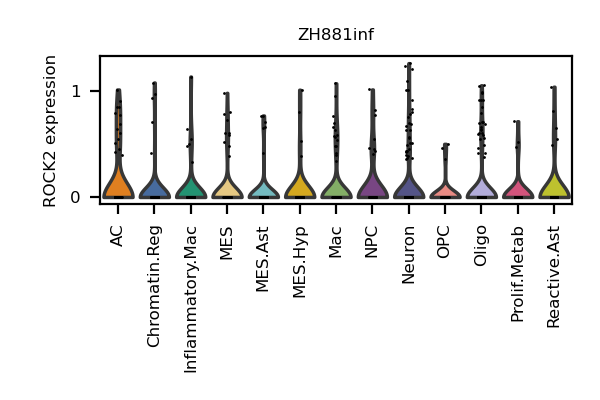 ZH881inf
ROCK2 expression
1
0
AC
Chromatin.Reg
Inflammatory.Mac
MES
MES.Ast
MES.Hyp
Mac
NPC
Neuron
OPC
Oligo
Prolif.Metab
Reactive.Ast